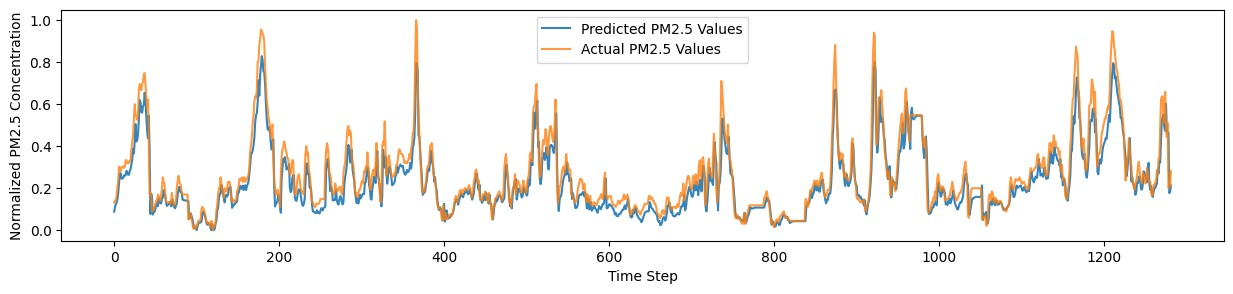 Normalized PM2.5 Concentration
1.0
0.8
0.6
0.4
0.2
0.0
Predicted PM2.5 Values
Actual PM2.5 Values
0 200 400 600 800 1000 1200
Time Step